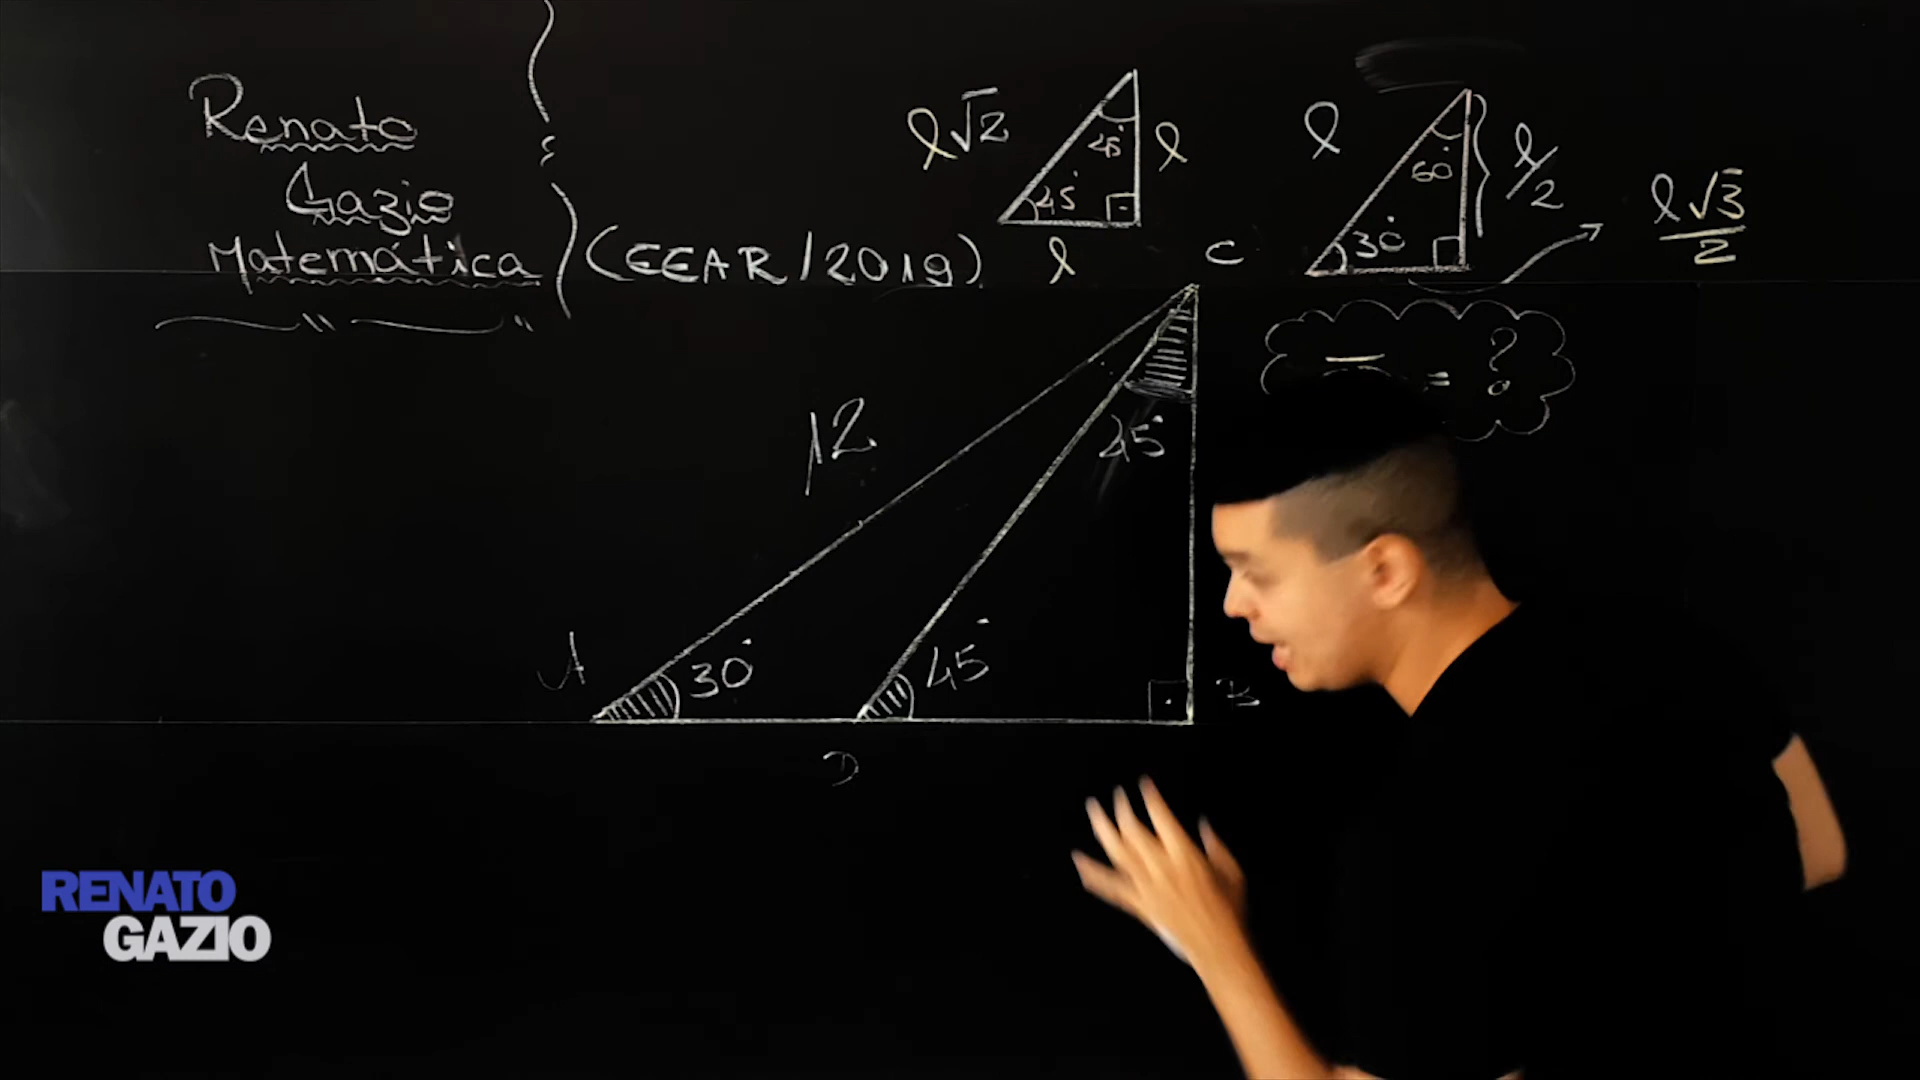 Renato
Gazio
Matemática
(EEAR/2019)
l√2
45°
45°
l
l
l
60°
30°
l/2
l√3/2
C
= ?
12
45°
A
30°
45°
B
D
RENATO
GAZIO